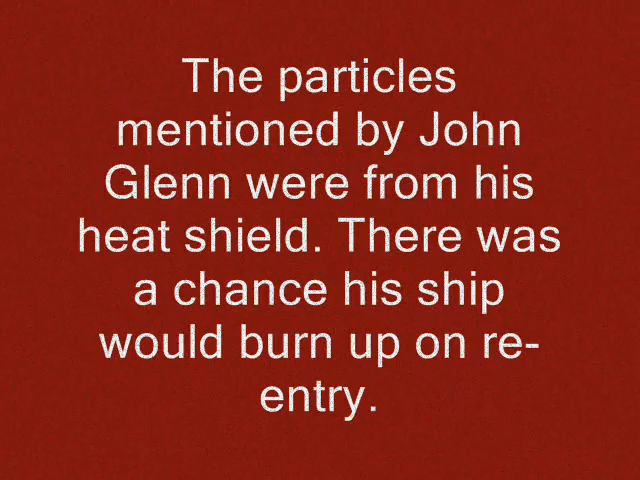 The particles
mentioned by John
Glenn were from his
heat shield. There was
a chance his ship
would burn up on re-
entry.